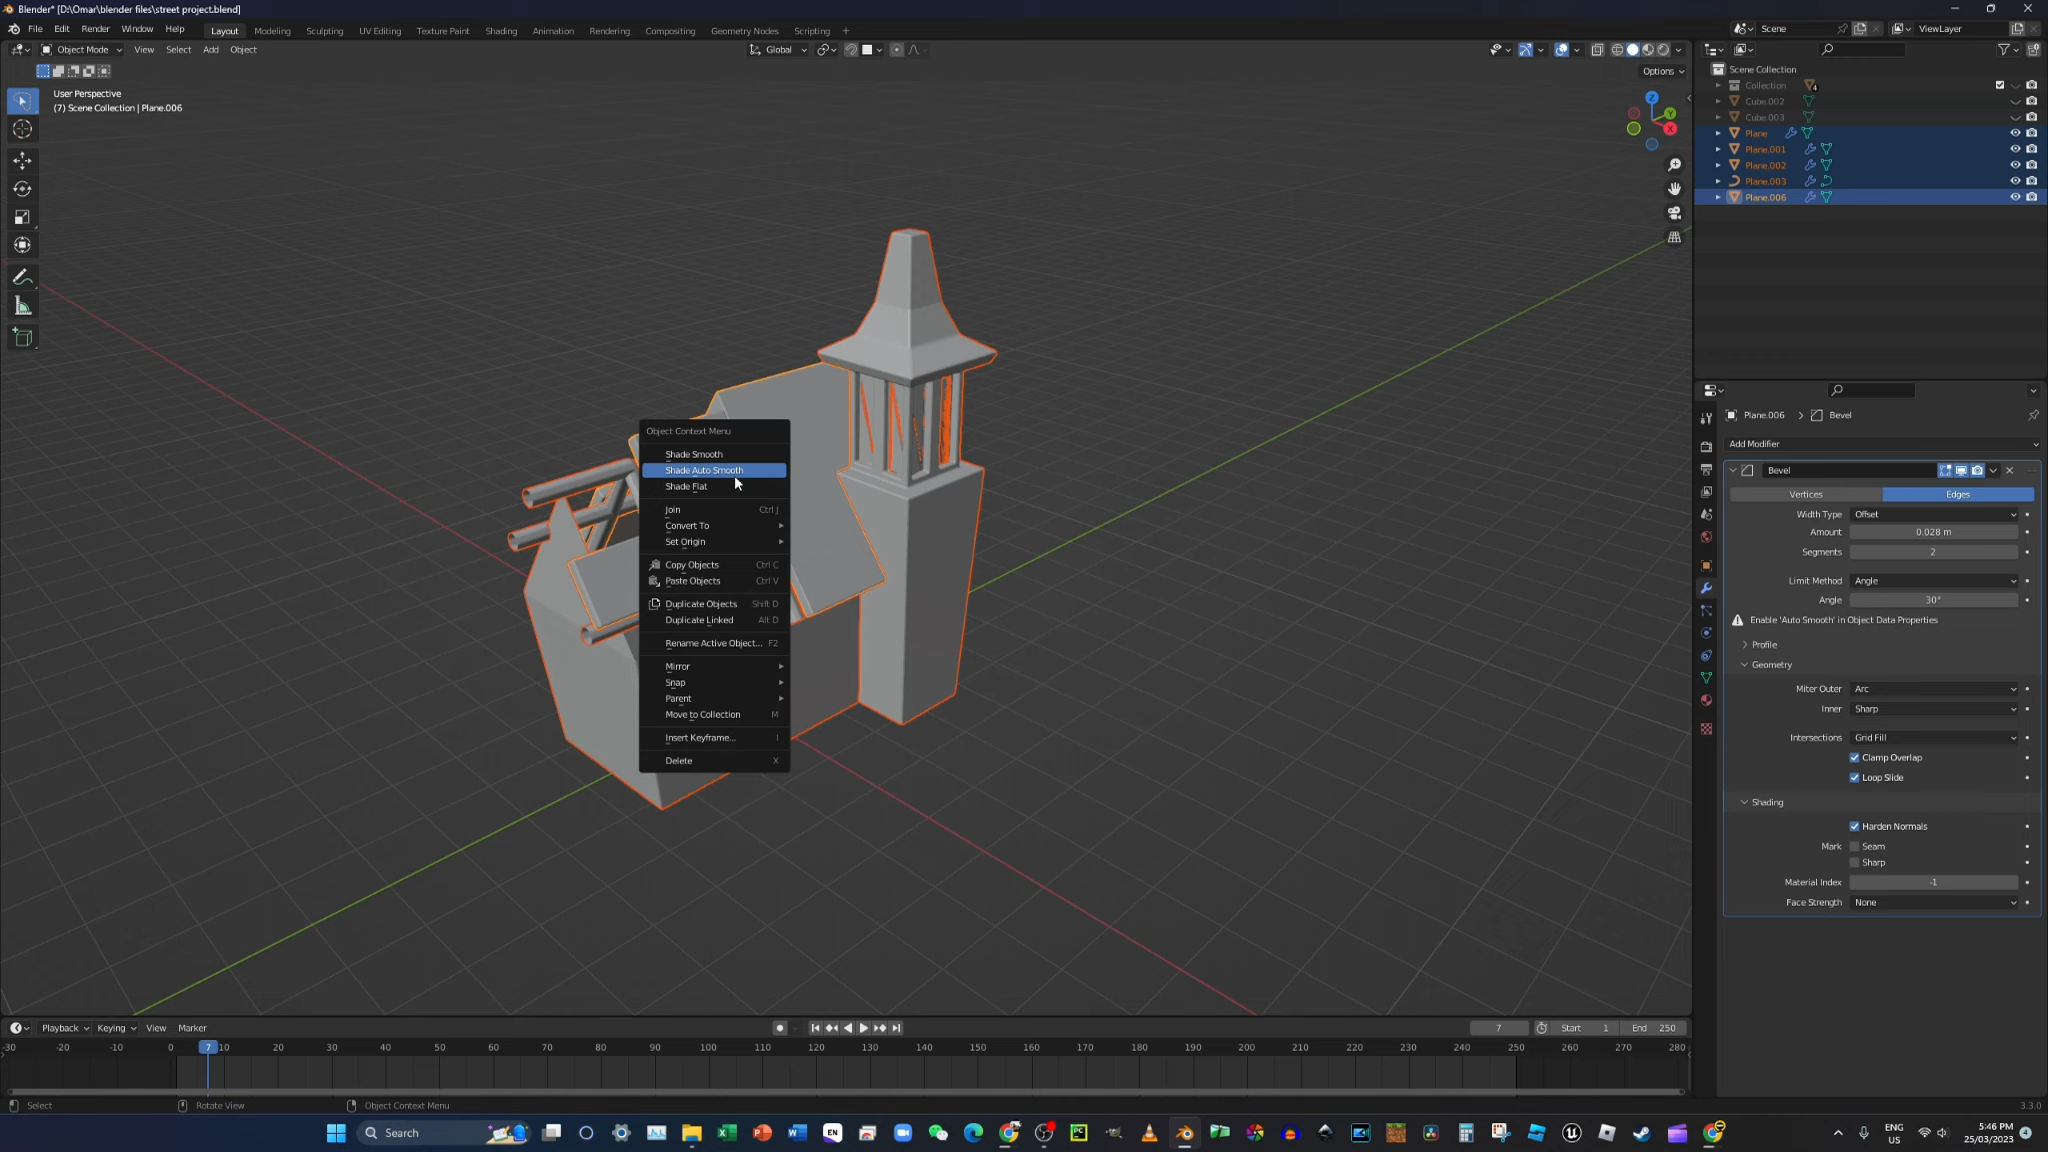 Blender* [D:\Omar\blender files\street project.blend]
File Edit Render Window Help Layout Modeling Sculpting UV Editing Texture Paint Shading Animation Rendering Compositing Geometry Nodes Scripting + Scene ViewLayer
Object Mode View Select Add Object Global
Options
User Perspective
(7) Scene Collection | Plane.006
Scene Collection
Collection 4
Cube.002
Cube.003
Plane
Plane.001
Plane.002
Plane.003
Plane.006
X
Y
Z
Object Context Menu
Shade Smooth
Shade Auto Smooth
Shade Flat
Join Ctrl J
Convert To
Set Origin
Copy Objects Ctrl C
Paste Objects Ctrl V
Duplicate Objects Shift D
Duplicate Linked Alt D
Rename Active Object... F2
Mirror
Snap
Parent
Move to Collection M
Insert Keyframe... I
Delete X
Plane.006 > Bevel
Add Modifier
Bevel
Vertices Edges
Width Type Offset
Amount 0.028 m
Segments 2
Limit Method Angle
Angle 30°
Enable 'Auto Smooth' in Object Data Properties
Profile
Geometry
Miter Outer Arc
Inner Sharp
Intersections Grid Fill
Clamp Overlap
Loop Slide
Shading
Harden Normals
Mark Seam
Sharp
Material Index -1
Face Strength None
Playback Keying View Marker 7 Start 1 End 250
-30 -20 -10 0 7 10 20 30 40 50 60 70 80 90 100 110 120 130 140 150 160 170 180 190 200 210 220 230 240 250 260 270 280
Select Rotate View Object Context Menu 3.3.0
Search
EN
PC
ENG
US
5:46 PM
25/03/2023
4